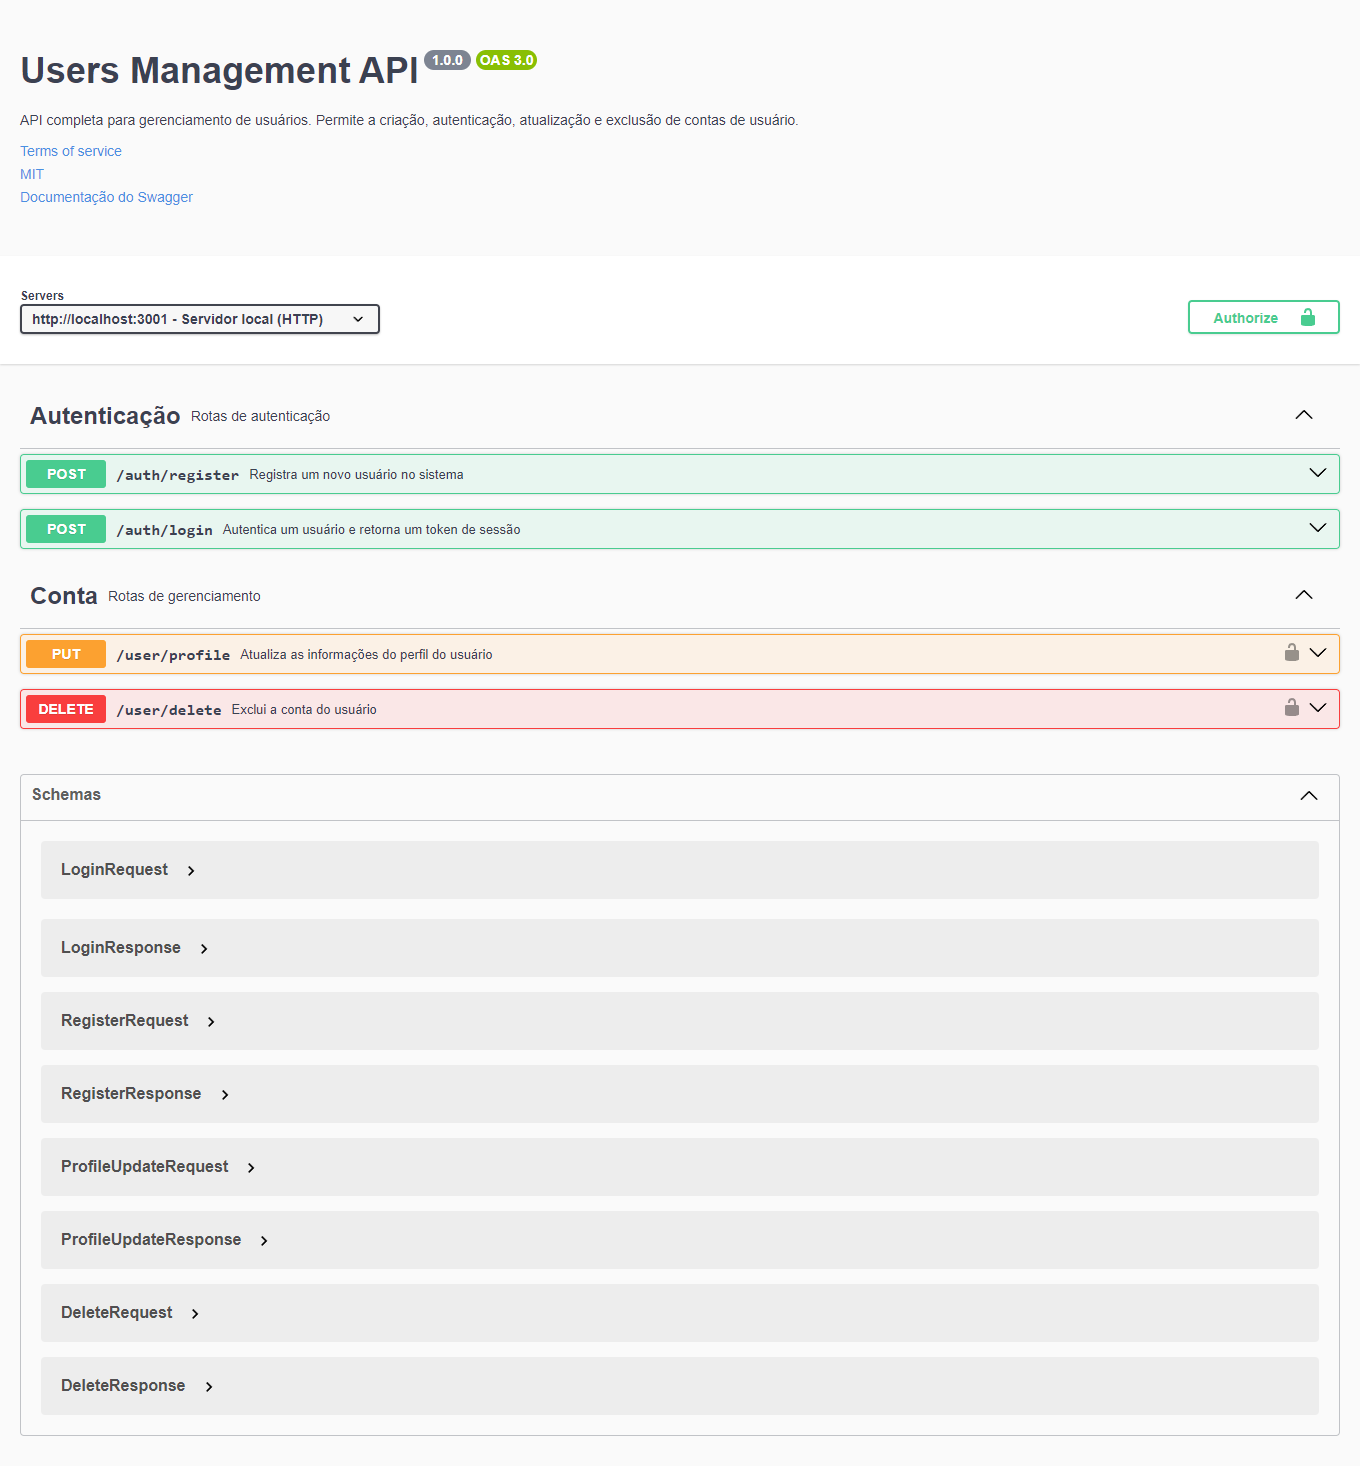 Users Management API 1.0.0 OAS 3.0
API completa para gerenciamento de usuários. Permite a criação, autenticação, atualização e exclusão de contas de usuário.
Terms of service
MIT
Documentação do Swagger
Servers
http://localhost:3001 - Servidor local (HTTP)
Authorize
Autenticação Rotas de autenticação
POST /auth/register Registra um novo usuário no sistema
POST /auth/login Autentica um usuário e retorna um token de sessão
Conta Rotas de gerenciamento
PUT /user/profile Atualiza as informações do perfil do usuário
DELETE /user/delete Exclui a conta do usuário
Schemas
LoginRequest
LoginResponse
RegisterRequest
RegisterResponse
ProfileUpdateRequest
ProfileUpdateResponse
DeleteRequest
DeleteResponse